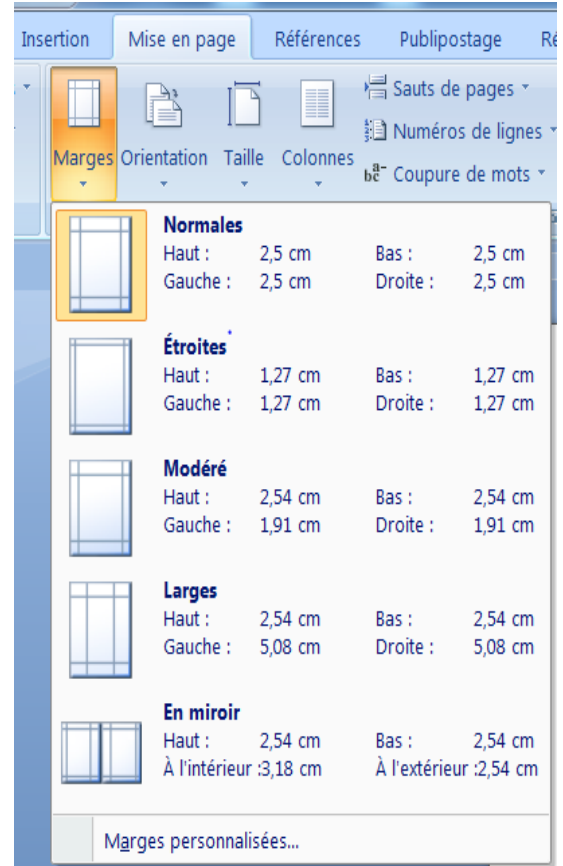 Insertion Mise en page Références Publipostage Ré
Marges Orientation Taille Colonnes
Sauts de pages
Numéros de lignes
Coupure de mots
Normales
Haut : 2,5 cm Bas : 2,5 cm
Gauche : 2,5 cm Droite : 2,5 cm
Étroites
Haut : 1,27 cm Bas : 1,27 cm
Gauche : 1,27 cm Droite : 1,27 cm
Modéré
Haut : 2,54 cm Bas : 2,54 cm
Gauche : 1,91 cm Droite : 1,91 cm
Larges
Haut : 2,54 cm Bas : 2,54 cm
Gauche : 5,08 cm Droite : 5,08 cm
En miroir
Haut : 2,54 cm Bas : 2,54 cm
À l'intérieur :3,18 cm À l'extérieur :2,54 cm
Marges personnalisées...